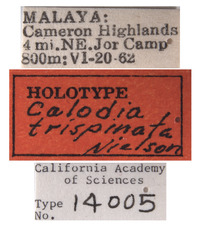 MALAYA:
Cameron Highlands
4 mi.NE.Jor Camp
800m:VI-20-62
HOLOTYPE
Calodia
trispinata
Nielson
California Academy
of Sciences
Type
No. 14005